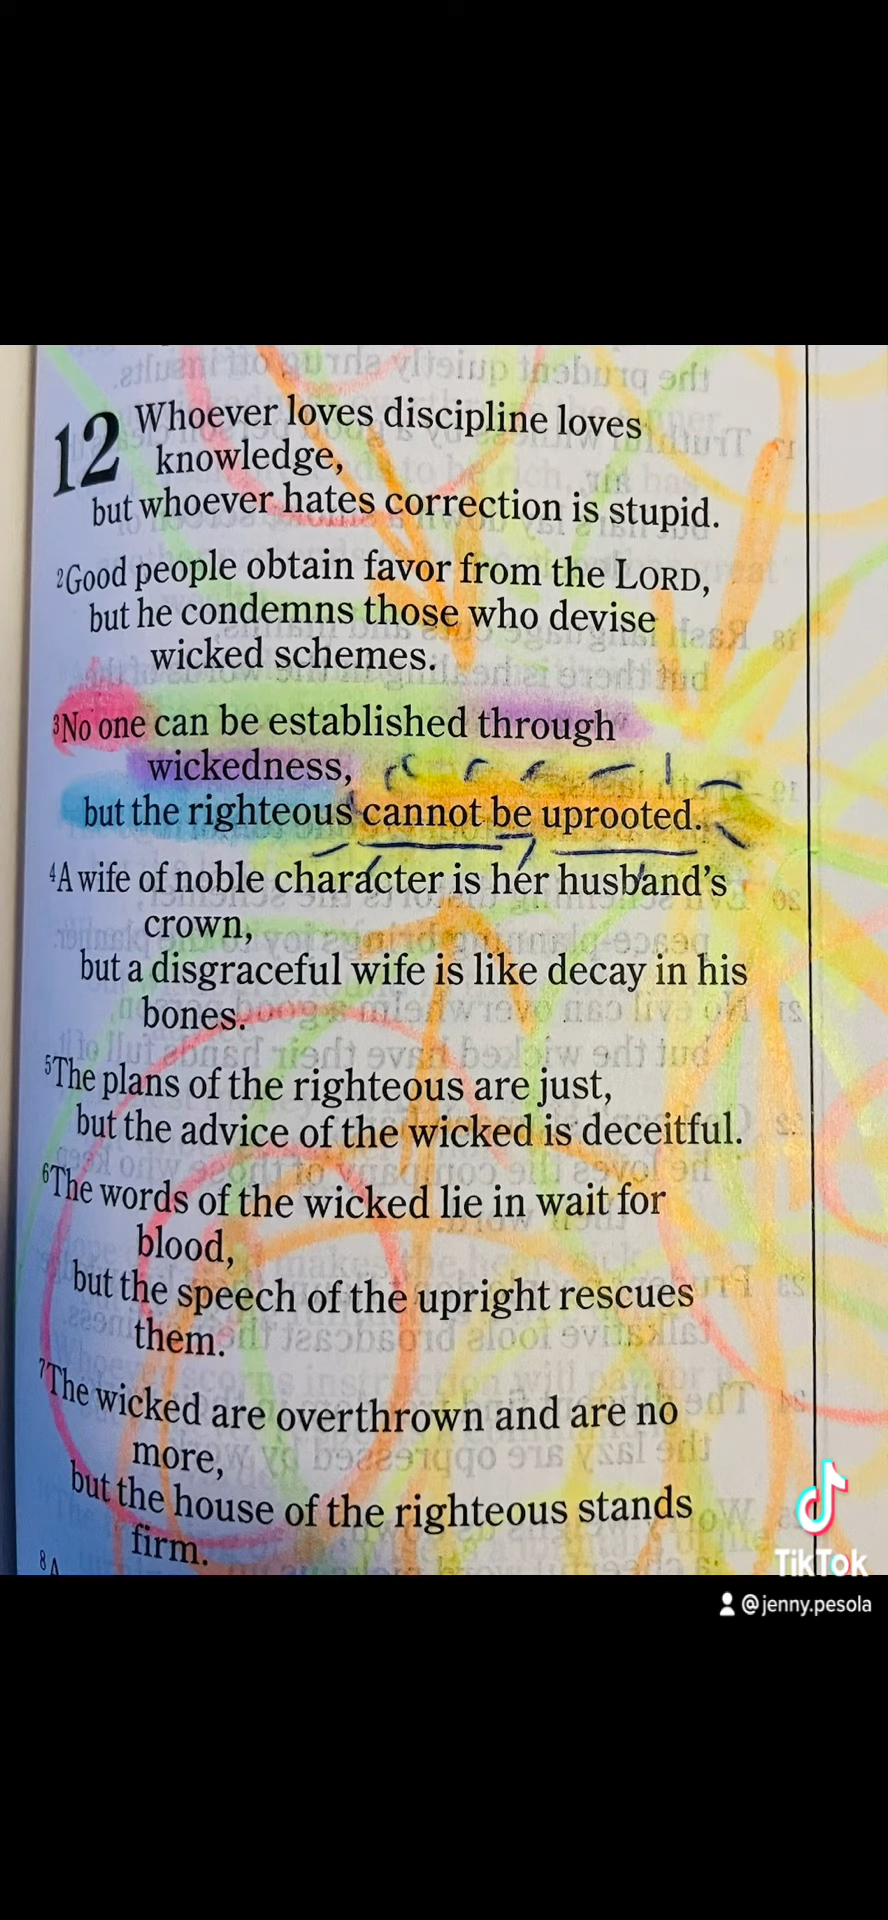 12 Whoever loves discipline loves
knowledge,
but whoever hates correction is stupid.
2Good people obtain favor from the LORD,
but he condemns those who devise
wicked schemes.
3No one can be established through
wickedness,
but the righteous cannot be uprooted.
4A wife of noble character is her husband's
crown,
but a disgraceful wife is like decay in his
bones.
5The plans of the righteous are just,
but the advice of the wicked is deceitful.
6The words of the wicked lie in wait for
blood,
but the speech of the upright rescues
them.
7The wicked are overthrown and are no
more,
but the house of the righteous stands
firm.
8A
TikTok
@jenny.pesola